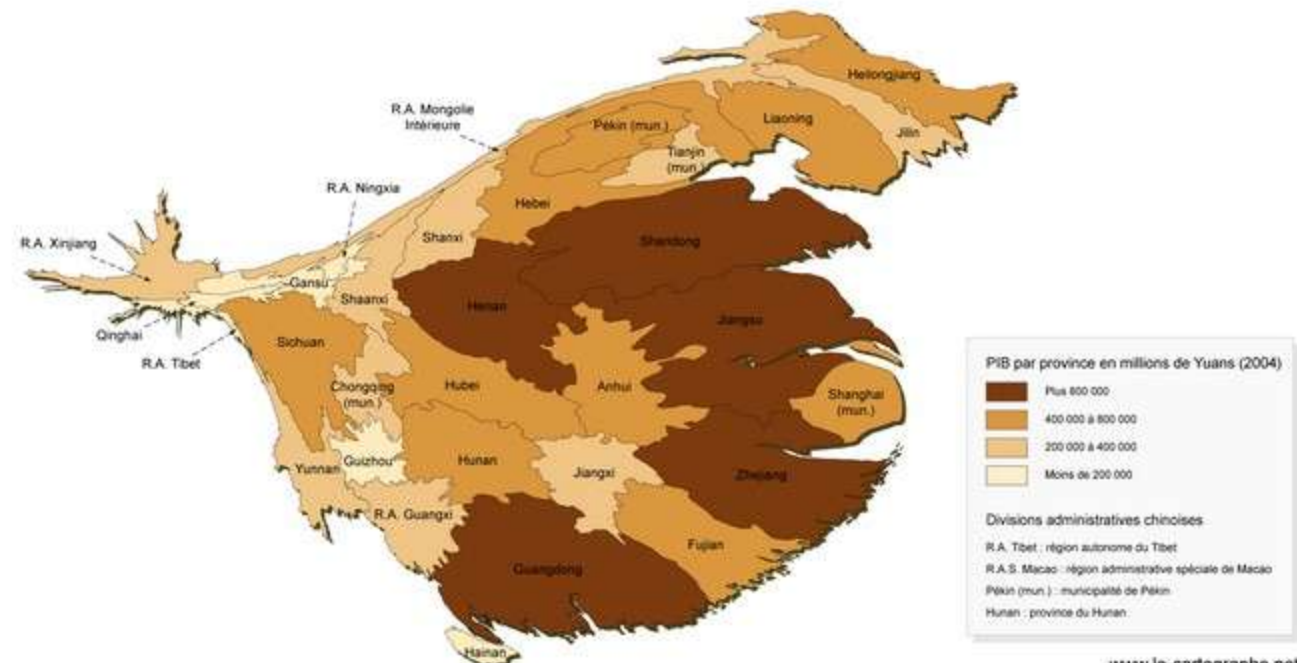 Heilongjiang
R.A. Mongolie
Intérieure
Pékin (mun.)
Liaoning
Jilin
Tianjin
(mun.)
R.A. Ningxia
Hebei
R.A. Xinjiang
Shanxi
Shandong
Gansu
Shaanxi
Henan
Jiangsu
Qinghai
R.A. Tibet
Sichuan
Chongqing
(mun.)
Hubei
Anhui
Shanghai
(mun.)
Yunnan
Guizhou
Hunan
Jiangxi
Zhejiang
R.A. Guangxi
Fujian
Guangdong
Hainan
PIB par province en millions de Yuans (2004)
Plus 800 000
400 000 à 800 000
200 000 à 400 000
Moins de 200 000
Divisions administratives chinoises
R.A. Tibet : région autonome du Tibet
R.A.S. Macao : région administrative spéciale de Macao
Pékin (mun.) : municipalité de Pékin
Hunan : province du Hunan